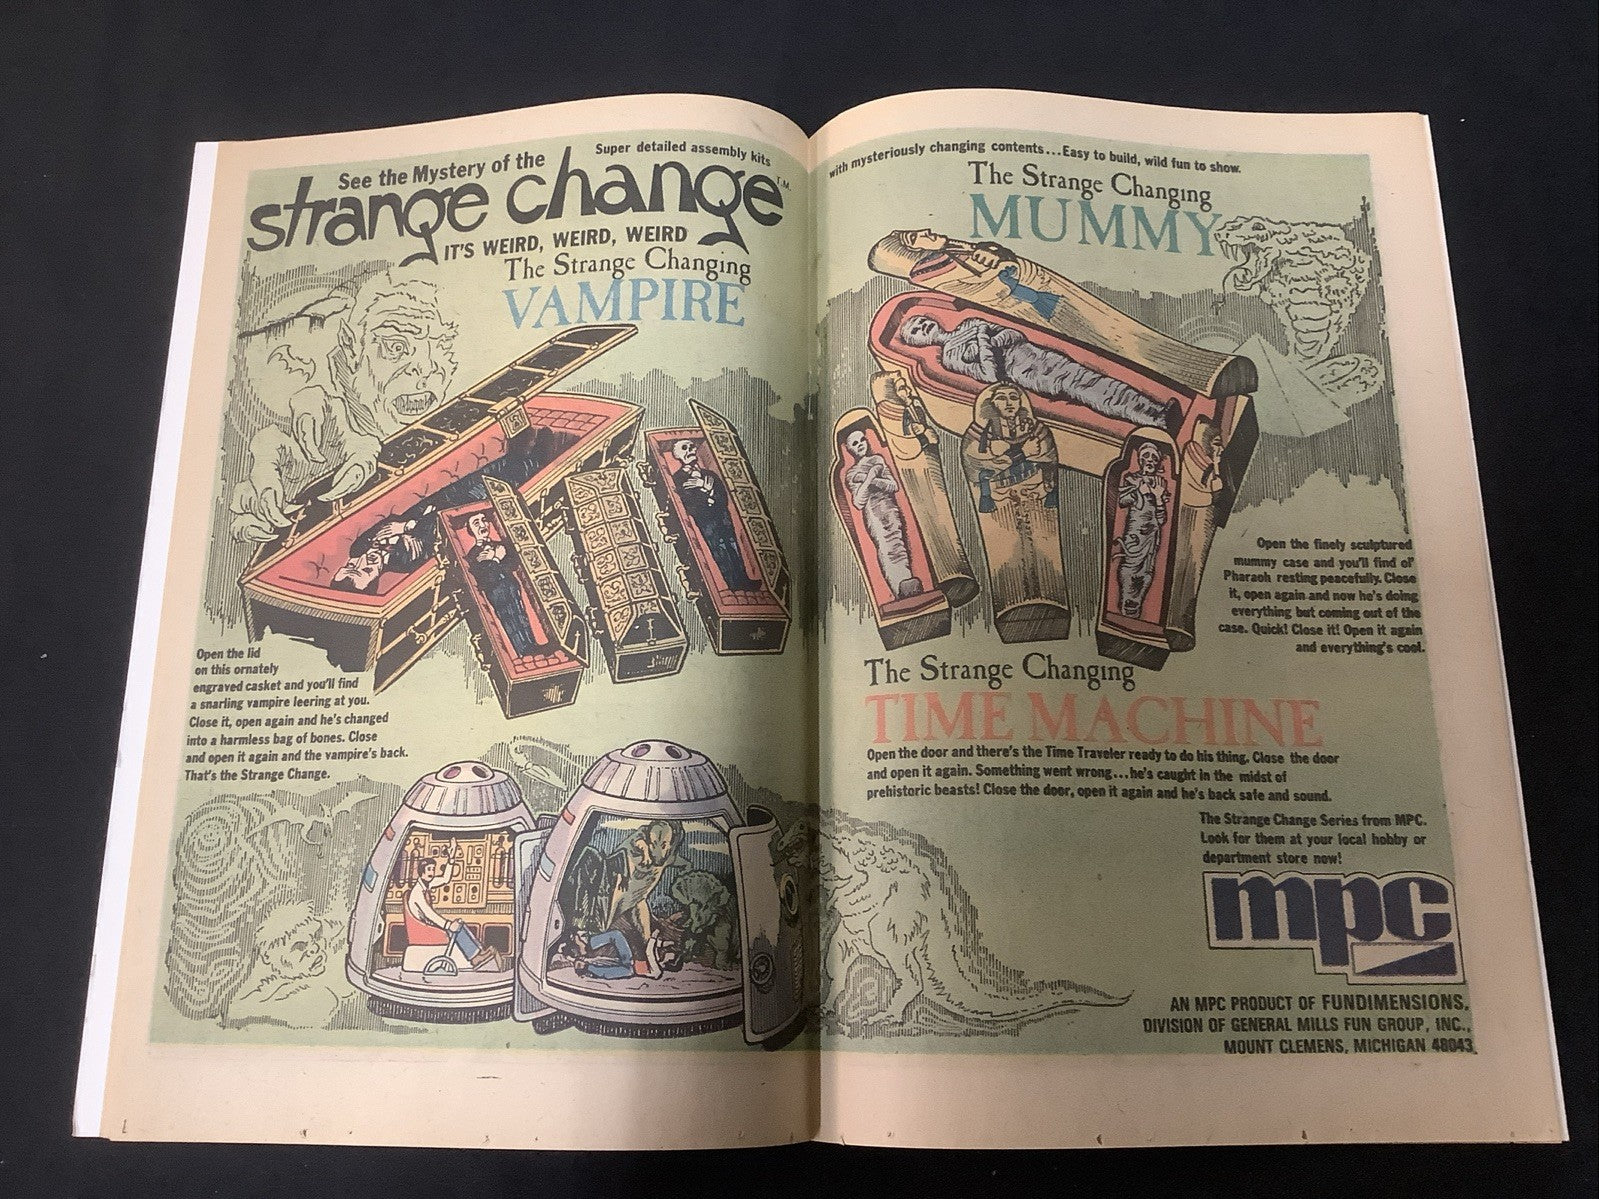 See the Mystery of the
strange change T.M.
IT'S WEIRD, WEIRD, WEIRD
Super detailed assembly kits
with mysteriously changing contents...Easy to build, wild fun to show.
The Strange Changing
VAMPIRE
Open the lid
on this ornately
engraved casket and you'll find
a snarling vampire leering at you.
Close it, open again and he's changed
into a harmless bag of bones. Close
and open it again and the vampire's back.
That's the Strange Change.
The Strange Changing
MUMMY
Open the finely sculptured
mummy case and you'll find ol'
Pharaoh resting peacefully. Close
it, open again and now he's doing
everything but coming out of the
case. Quick! Close it! Open it again
and everything's cool.
The Strange Changing
TIME MACHINE
Open the door and there's the Time Traveler ready to do his thing. Close the door
and open it again. Something went wrong...he's caught in the midst of
prehistoric beasts! Close the door, open it again and he's back safe and sound.
The Strange Change Series from MPC.
Look for them at your local hobby or
department store now!
mpc
AN MPC PRODUCT OF FUNDIMENSIONS,
DIVISION OF GENERAL MILLS FUN GROUP, INC.,
MOUNT CLEMENS, MICHIGAN 48043